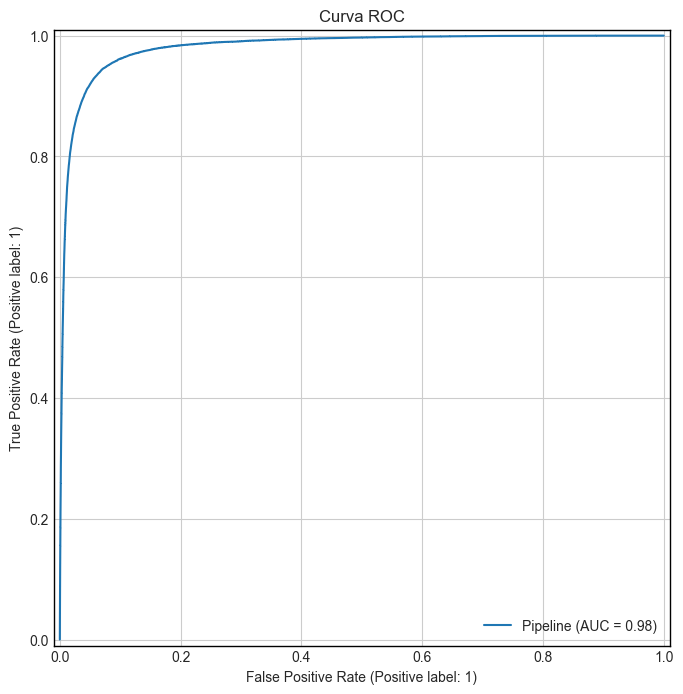 Curva ROC
1.0
0.8
0.6
0.4
0.2
0.0
True Positive Rate (Positive label: 1)
Pipeline (AUC = 0.98)
0.0 0.2 0.4 0.6 0.8 1.0
False Positive Rate (Positive label: 1)